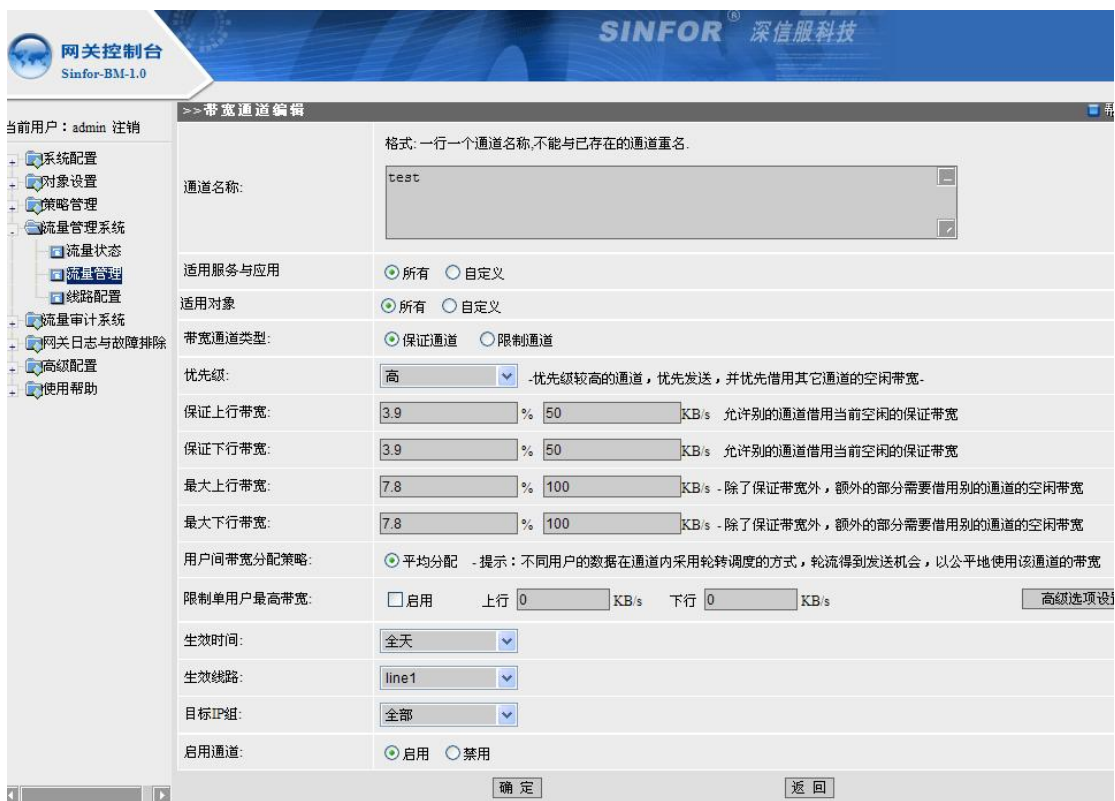 SINFOR® 深信服科技
网关控制台
Sinfor-BM-1.0
当前用户：admin 注销
系统配置
对象设置
策略管理
流量管理系统
流量状态
流量管理
线路配置
流量审计系统
网关日志与故障排除
高级配置
使用帮助
>>带宽通道编辑
通道名称:
格式: 一行一个通道名称,不能与已存在的通道重名.
test
适用服务与应用 所有 自定义
适用对象 所有 自定义
带宽通道类型: 保证通道 限制通道
优先级: 高 -优先级较高的通道，优先发送，并优先借用其它通道的空闲带宽-
保证上行带宽: 3.9 % 50 KB/s 允许别的通道借用当前空闲的保证带宽
保证下行带宽: 3.9 % 50 KB/s 允许别的通道借用当前空闲的保证带宽
最大上行带宽: 7.8 % 100 KB/s -除了保证带宽外，额外的部分需要借用别的通道的空闲带宽
最大下行带宽: 7.8 % 100 KB/s -除了保证带宽外，额外的部分需要借用别的通道的空闲带宽
用户间带宽分配策略: 平均分配 -提示：不同用户的数据在通道内采用轮转调度的方式，轮流得到发送机会，以公平地使用该通道的带宽
限制单用户最高带宽: 启用 上行 0 KB/s 下行 0 KB/s 高级选项设
生效时间: 全天
生效线路: line1
目标IP组: 全部
启用通道: 启用 禁用
确 定 返 回